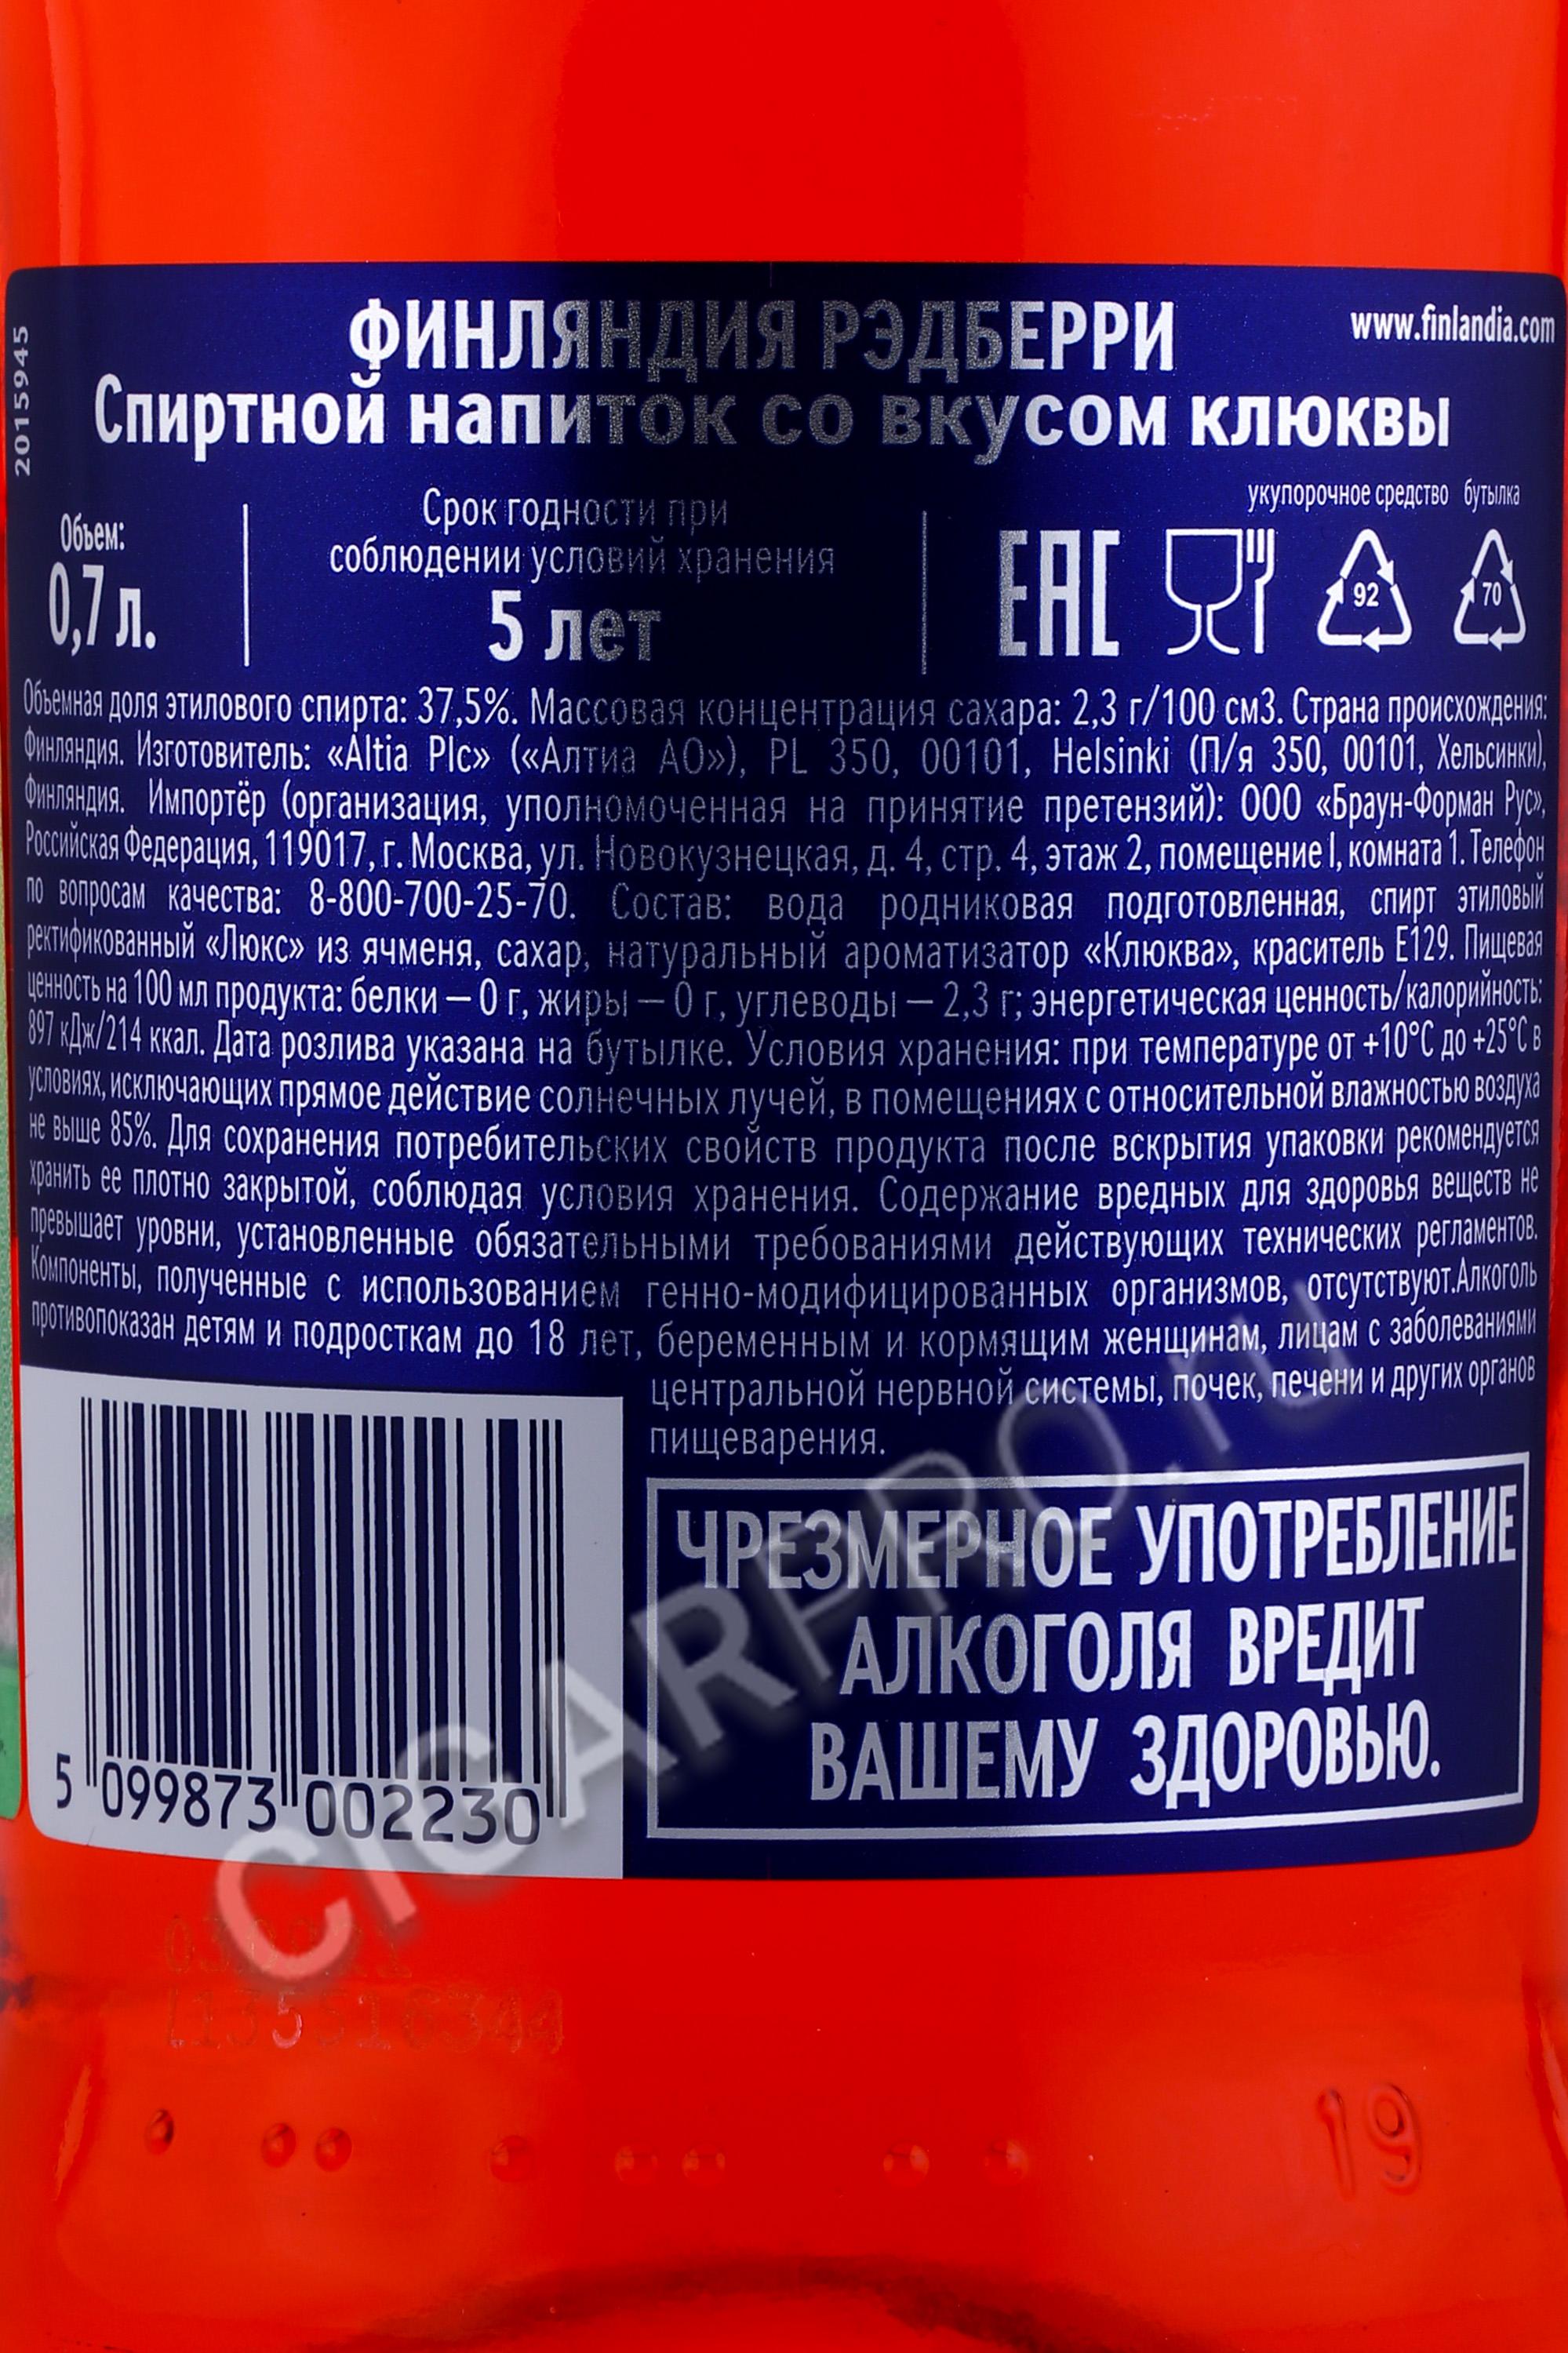 ФИНЛЯНДИЯ РЭДБЕРРИ
www.finlandia.com
2015945
Спиртной напиток со вкусом клюквы
укупорочное средство бутылка
Объем:
0,7 л.
Срок годности при
соблюдении условий хранения
5 лет
EAC
92
70
Объемная доля этилового спирта: 37,5%. Массовая концентрация сахара: 2,3 г/100 см3. Страна происхождения:
Финляндия. Изготовитель: «Altia Plc» («Алтиа АО»), PL 350, 00101, Helsinki (П/я 350, 00101, Хельсинки),
Финляндия. Импортёр (организация, уполномоченная на принятие претензий): ООО «Браун-Форман Рус»,
Российская Федерация, 119017, г. Москва, ул. Новокузнецкая, д. 4, стр. 4, этаж 2, помещение I, комната 1. Телефон
по вопросам качества: 8-800-700-25-70. Состав: вода родниковая подготовленная, спирт этиловый
ректификованный «Люкс» из ячменя, сахар, натуральный ароматизатор «Клюква», краситель Е129. Пищевая
ценность на 100 мл продукта: белки – 0 г, жиры – 0 г, углеводы – 2,3 г; энергетическая ценность/калорийность:
897 кДж/214 ккал. Дата розлива указана на бутылке. Условия хранения: при температуре от +10°С до +25°С в
условиях, исключающих прямое действие солнечных лучей, в помещениях с относительной влажностью воздуха
не выше 85%. Для сохранения потребительских свойств продукта после вскрытия упаковки рекомендуется
хранить ее плотно закрытой, соблюдая условия хранения. Содержание вредных для здоровья веществ не
превышает уровни, установленные обязательными требованиями действующих технических регламентов.
Компоненты, полученные с использованием генно-модифицированных организмов, отсутствуют.Алкоголь
противопоказан детям и подросткам до 18 лет, беременным и кормящим женщинам, лицам с заболеваниями
центральной нервной системы, почек, печени и других органов
пищеварения.
ЧРЕЗМЕРНОЕ УПОТРЕБЛЕНИЕ
АЛКОГОЛЯ ВРЕДИТ
ВАШЕМУ ЗДОРОВЬЮ.
5 099873 002230
CIGARPRO.ru
19